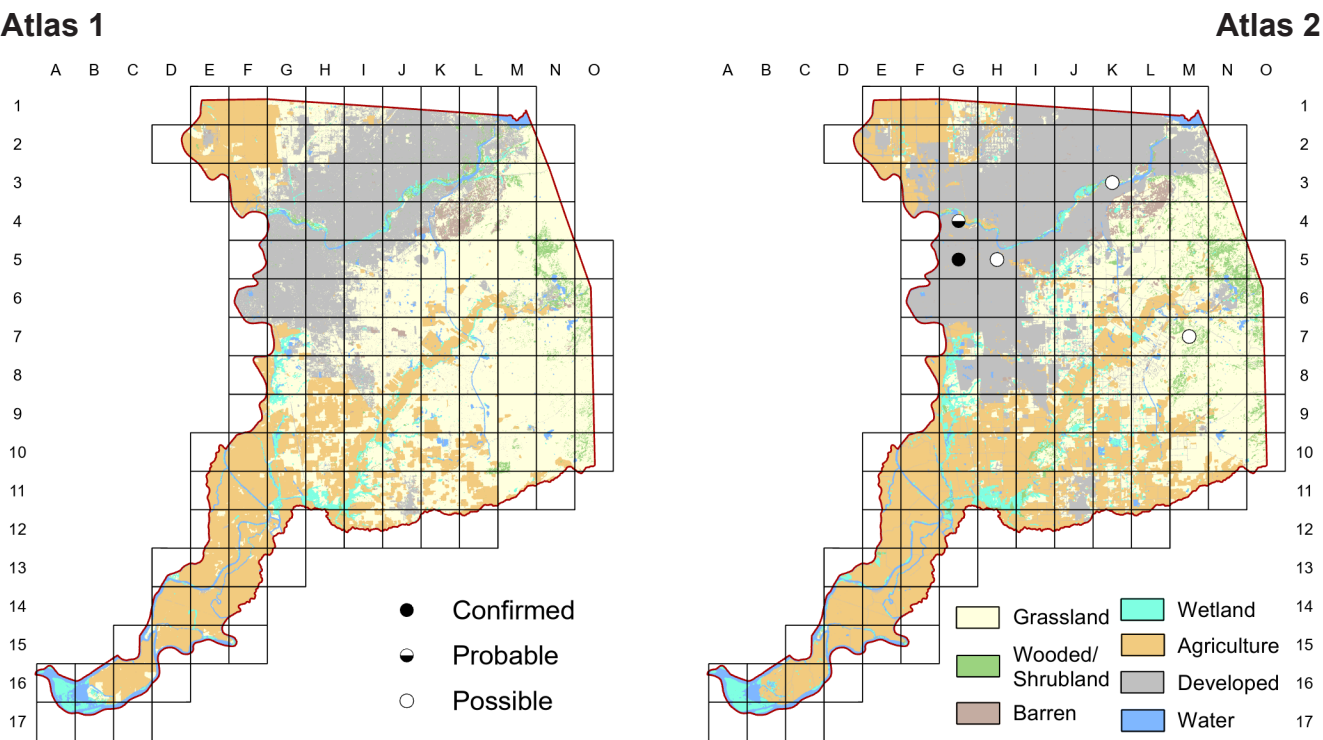 Atlas 1
Atlas 2
A B C D E F G H I J K L M N O
A B C D E F G H I J K L M N O
1
2
3
4
5
6
7
8
9
10
11
12
13
14
15
16
17
1
2
3
4
5
6
7
8
9
10
11
12
13
14
15
16
17
Confirmed
Probable
Possible
Grassland
Wooded/
Shrubland
Barren
Wetland
Agriculture
Developed
Water